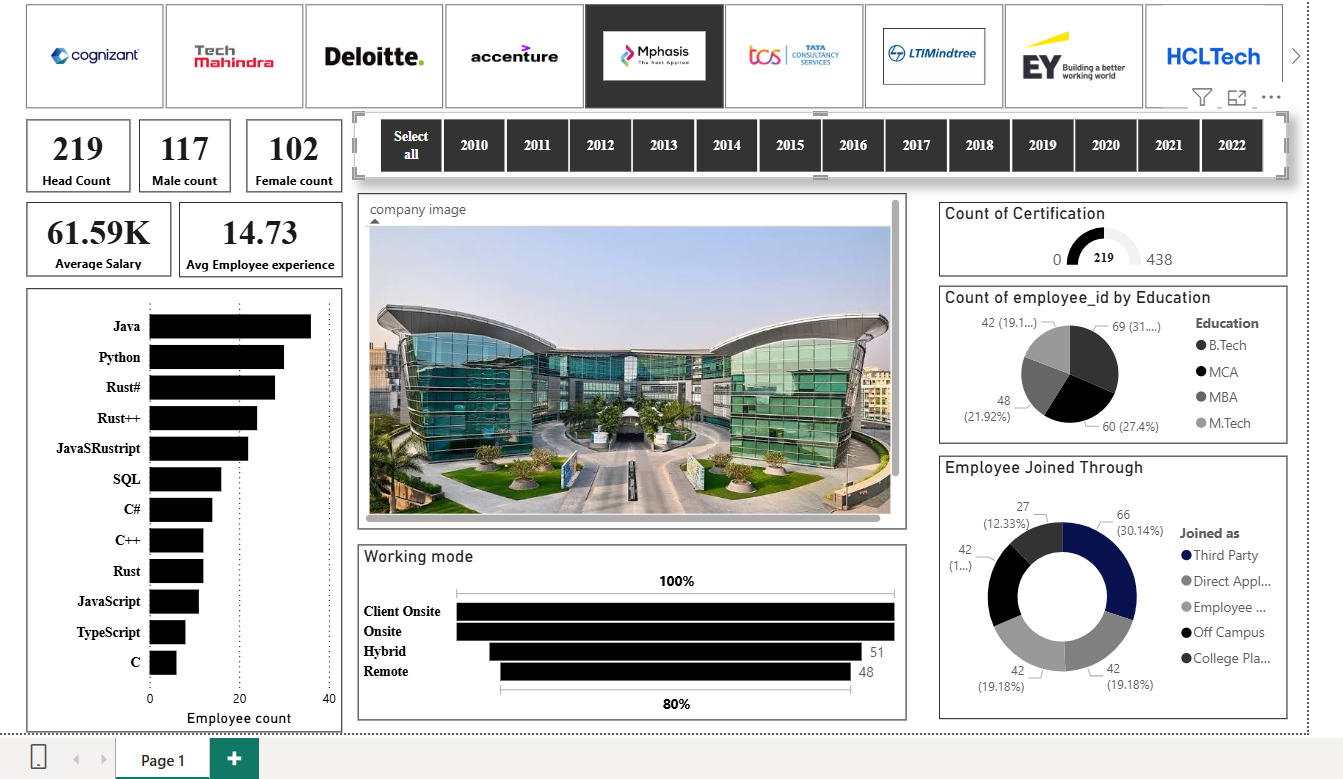 cognizant
Tech
Mahindra
Deloitte.
accenture
Mphasis
The Next Applied
tcs
TATA
CONSULTANCY
SERVICES
LTIMindtree
EY
Building a better
working world
HCLTech
219
Head Count
117
Male count
102
Female count
Select
all
2010
2011
2012
2013
2014
2015
2016
2017
2018
2019
2020
2021
2022
61.59K
Average Salary
14.73
Avg Employee experience
Java
Python
Rust#
Rust++
JavaSRustript
SQL
C#
C++
Rust
JavaScript
TypeScript
C
0
20
40
Employee count
company image
Working mode
100%
Client Onsite
Onsite
Hybrid
51
Remote
48
80%
Count of Certification
0
219
438
Count of employee_id by Education
42 (19.1...)
69 (31....)
48
(21.92%)
60 (27.4%)
Education
B.Tech
MCA
MBA
M.Tech
Employee Joined Through
27
(12.33%)
66
(30.14%)
42
(1...)
42
(19.18%)
42
(19.18%)
Joined as
Third Party
Direct Appl...
Employee ...
Off Campus
College Pla...
Page 1